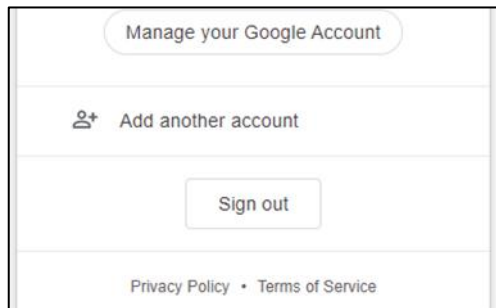 Manage your Google Account
Add another account
Sign out
Privacy Policy • Terms of Service